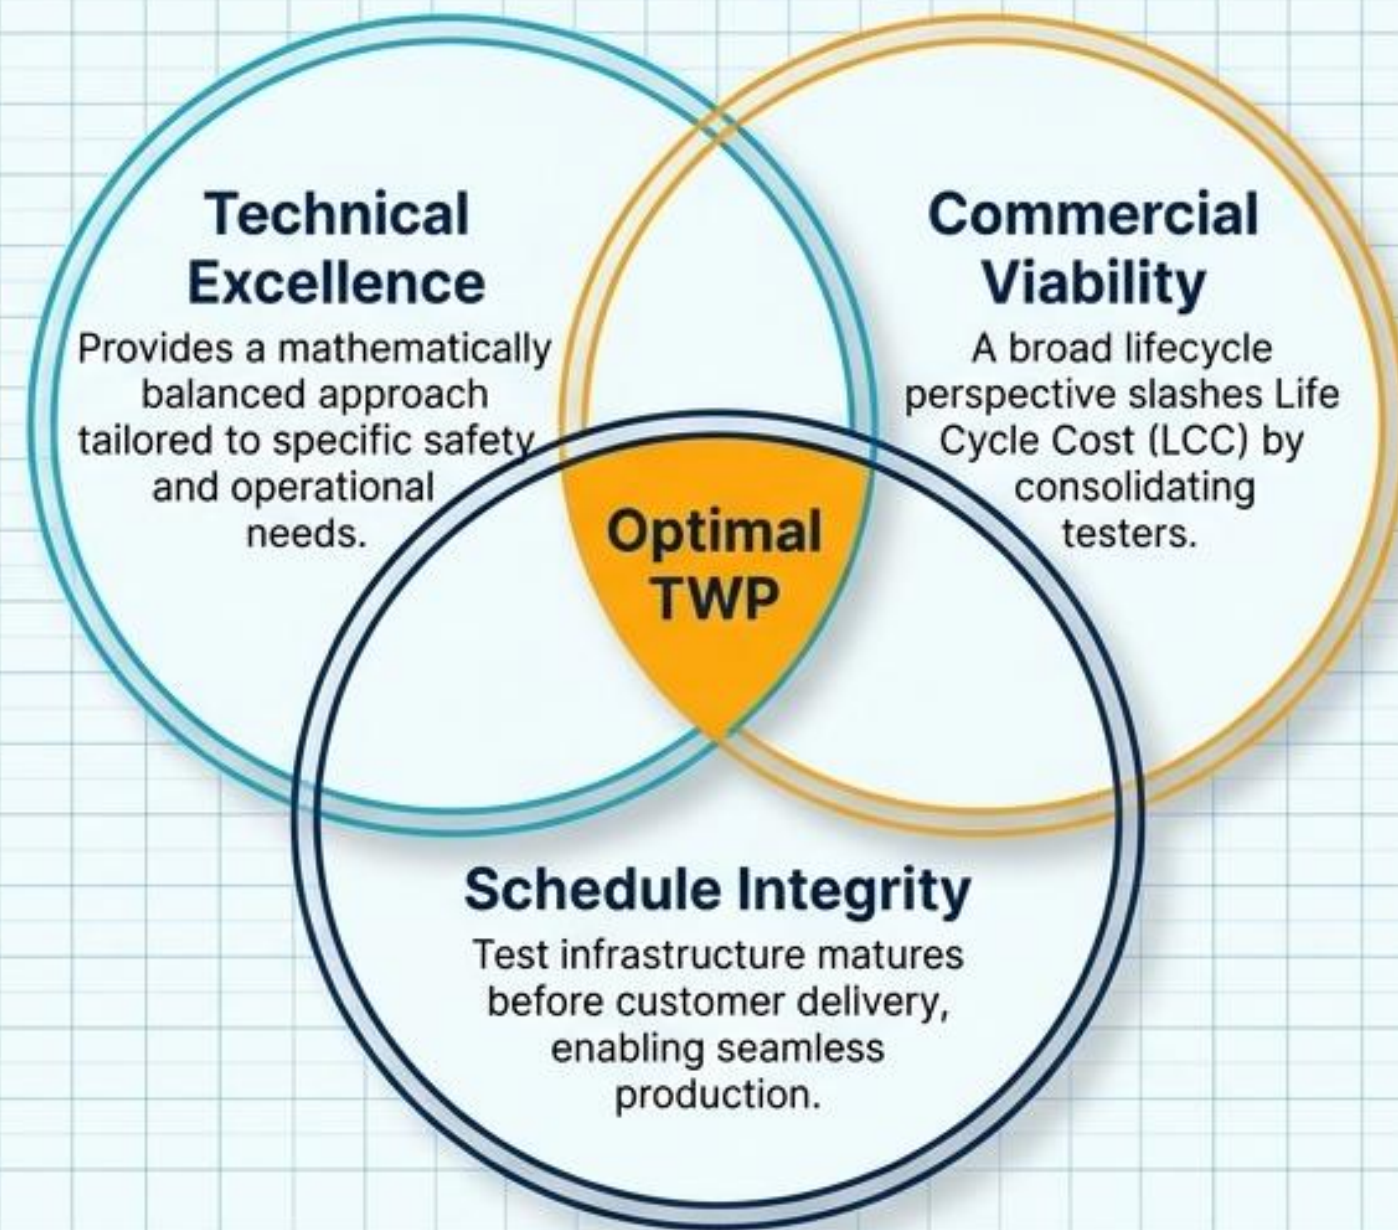 Technical
Excellence
Provides a mathematically
balanced approach
tailored to specific safety
and operational
needs.
Commercial
Viability
A broad lifecycle
perspective slashes Life
Cycle Cost (LCC) by
consolidating
testers.
Optimal
TWP
Schedule Integrity
Test infrastructure matures
before customer delivery,
enabling seamless
production.